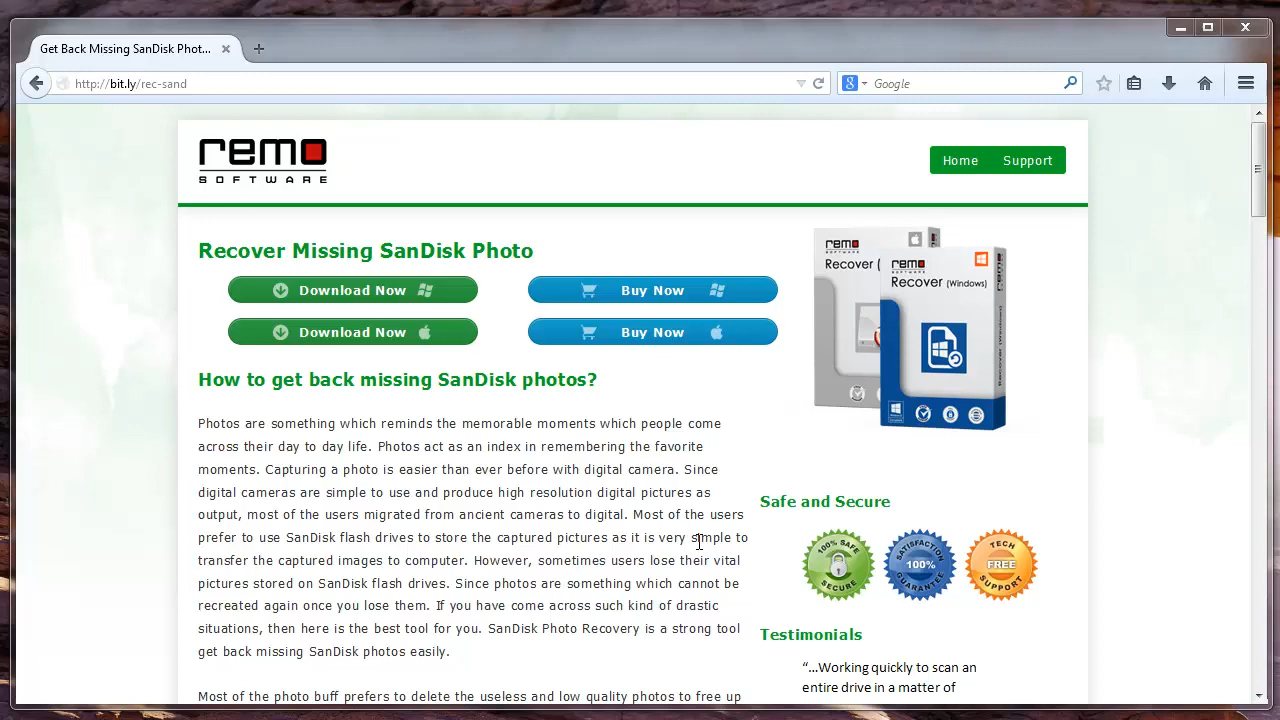 Get Back Missing SanDisk Phot...
http://bit.ly/rec-sand
Google
remo
SOFTWARE
Home Support
Recover Missing SanDisk Photo
Download Now Buy Now
Download Now Buy Now
remo
SOFTWARE
Recover (
remo
SOFTWARE
Recover (Windows)
remo
Recover (Windows)
How to get back missing SanDisk photos?
Photos are something which reminds the memorable moments which people come
across their day to day life. Photos act as an index in remembering the favorite
moments. Capturing a photo is easier than ever before with digital camera. Since
digital cameras are simple to use and produce high resolution digital pictures as
output, most of the users migrated from ancient cameras to digital. Most of the users
prefer to use SanDisk flash drives to store the captured pictures as it is very simple to
transfer the captured images to computer. However, sometimes users lose their vital
pictures stored on SanDisk flash drives. Since photos are something which cannot be
recreated again once you lose them. If you have come across such kind of drastic
situations, then here is the best tool for you. SanDisk Photo Recovery is a strong tool
get back missing SanDisk photos easily.
Most of the photo buff prefers to delete the useless and low quality photos to free up
Safe and Secure
100% SAFE
SECURE
SATISFACTION
100%
GUARANTEE
TECH
FREE
SUPPORT
Testimonials
“...Working quickly to scan an
entire drive in a matter of